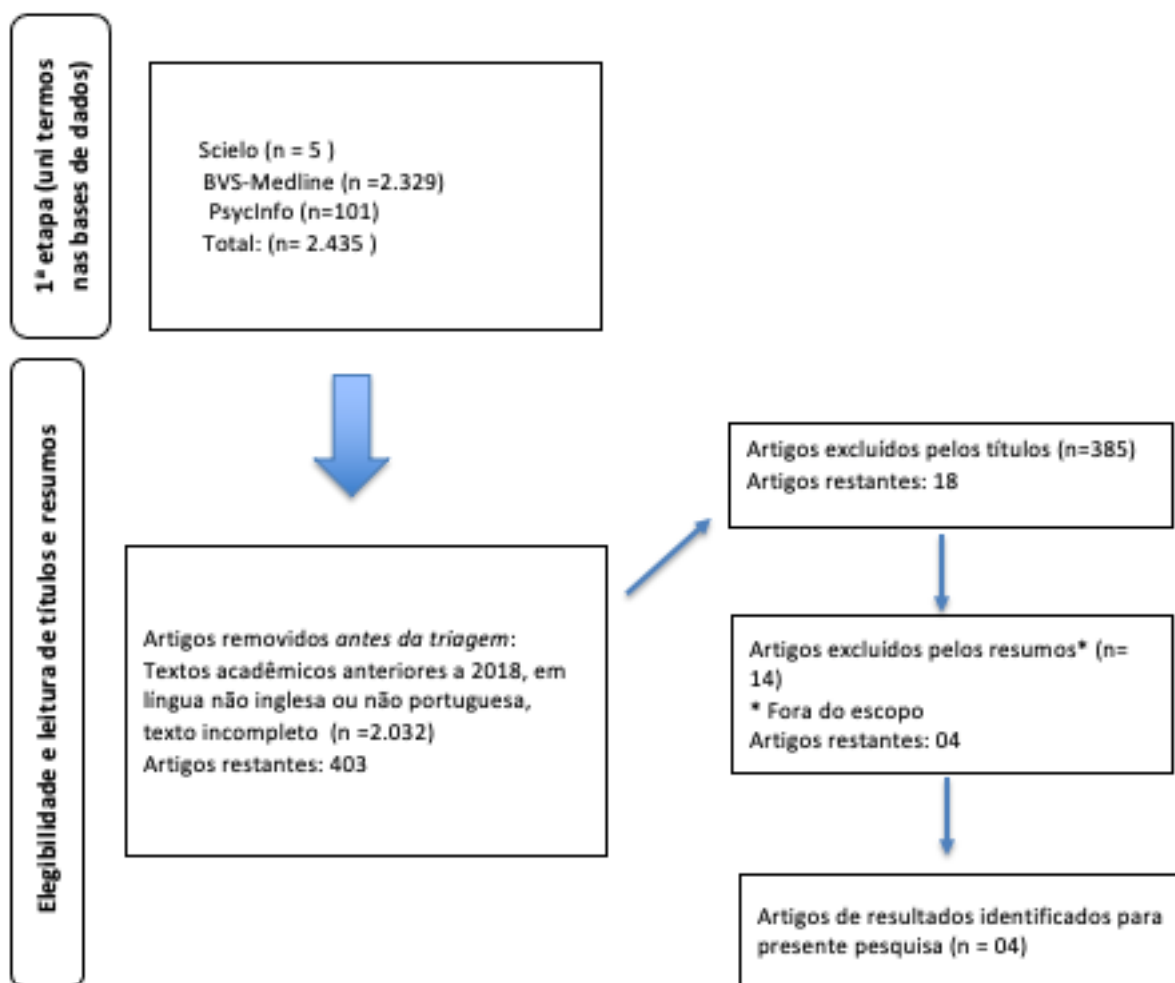 1ª etapa (uni termos
nas bases de dados)
Scielo (n = 5 )
BVS-Medline (n =2.329)
PsycInfo (n=101)
Total: (n= 2.435 )
Elegibilidade e leitura de títulos e resumos
Artigos removidos antes da triagem:
Textos acadêmicos anteriores a 2018, em
língua não inglesa ou não portuguesa,
texto incompleto (n =2.032)
Artigos restantes: 403
Artigos excluídos pelos títulos (n=385)
Artigos restantes: 18
Artigos excluídos pelos resumos* (n=
14)
* Fora do escopo
Artigos restantes: 04
Artigos de resultados identificados para
presente pesquisa (n = 04)